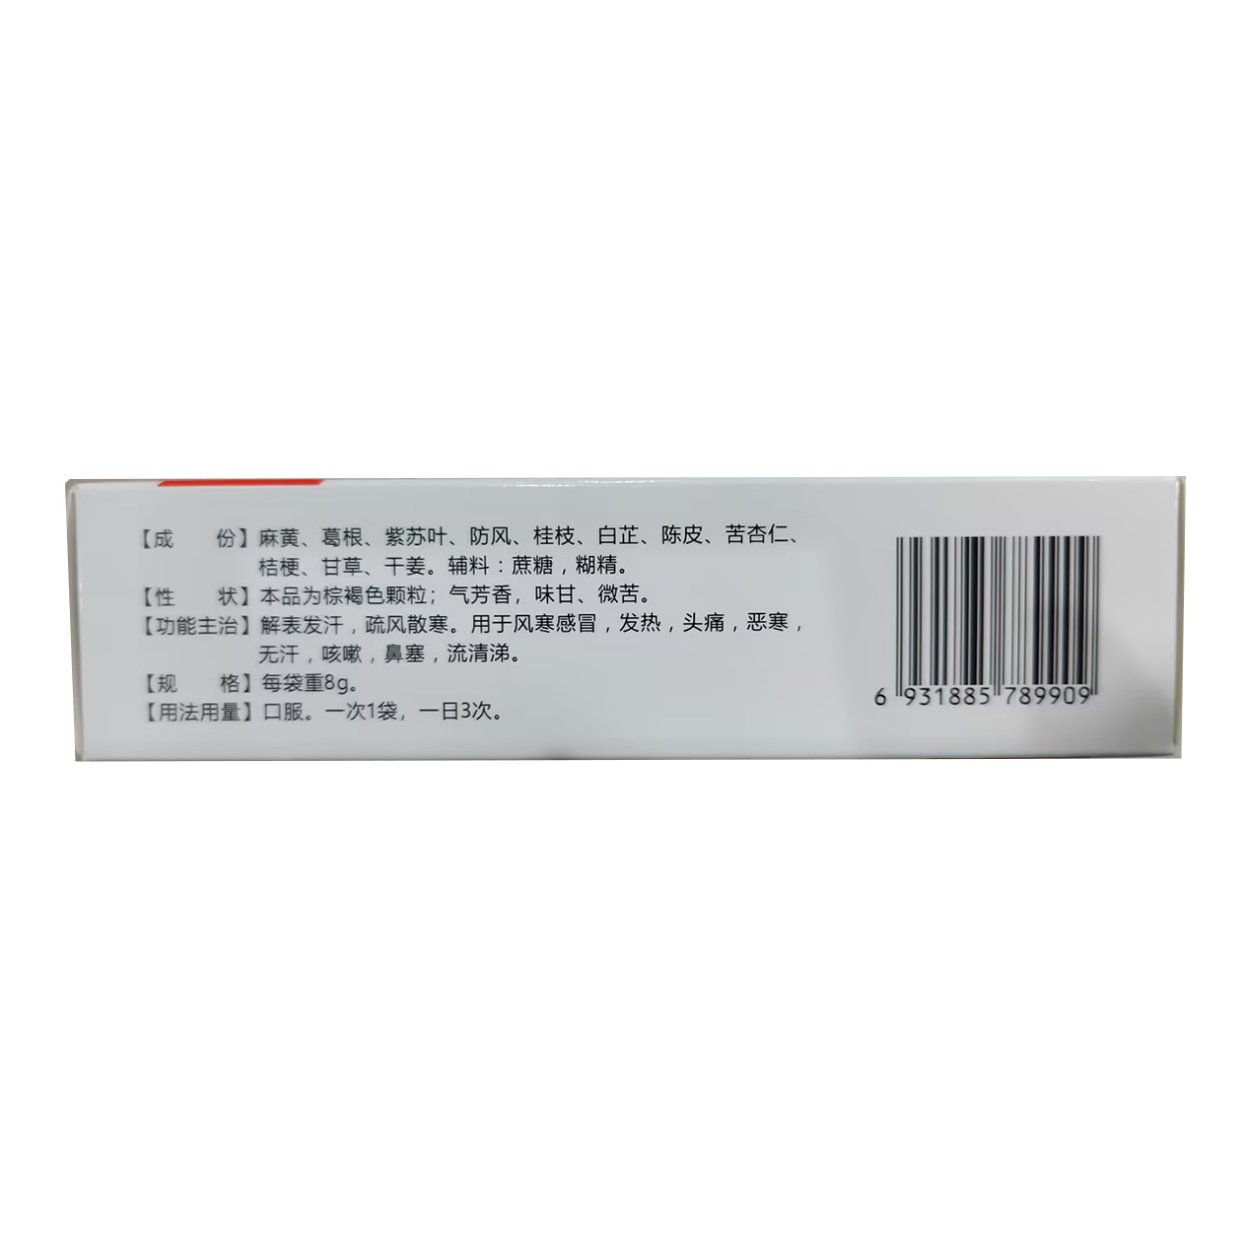 【成 份】麻黄、葛根、紫苏叶、防风、桂枝、白芷、陈皮、苦杏仁、
桔梗、甘草、干姜。辅料：蔗糖，糊精。
【性 状】本品为棕褐色颗粒；气芳香，味甘、微苦。
【功能主治】解表发汗，疏风散寒。用于风寒感冒，发热，头痛，恶寒，
无汗，咳嗽，鼻塞，流清涕。
【规 格】每袋重8g。
【用法用量】口服。一次1袋，一日3次。
6 931885 789909